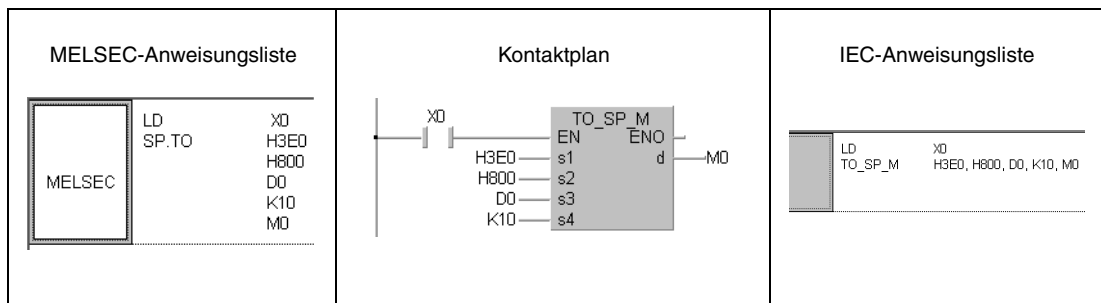 MELSEC-Anweisungsliste
MELSEC
LD X0
SP.TO H3E0
H800
D0
K10
M0
Kontaktplan
X0
TO_SP_M
EN ENO
H3E0 s1 d M0
H800 s2
D0 s3
K10 s4
IEC-Anweisungsliste
LD X0
TO_SP_M H3E0, H800, D0, K10, M0